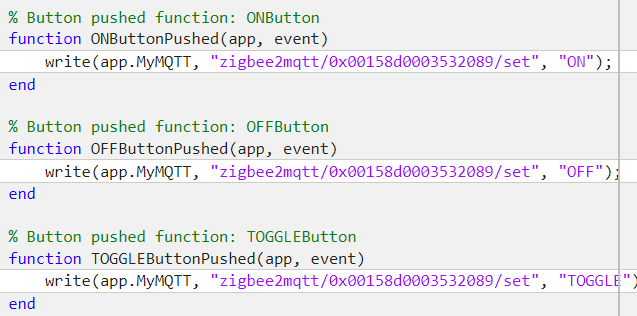 % Button pushed function: ONButton
function ONButtonPushed(app, event)
write(app.MyMQTT, "zigbee2mqtt/0x00158d0003532089/set", "ON");
end
% Button pushed function: OFFButton
function OFFButtonPushed(app, event)
write(app.MyMQTT, "zigbee2mqtt/0x00158d0003532089/set", "OFF");
end
% Button pushed function: TOGGLEButton
function TOGGLEButtonPushed(app, event)
write(app.MyMQTT, "zigbee2mqtt/0x00158d0003532089/set", "TOGGLE")
end